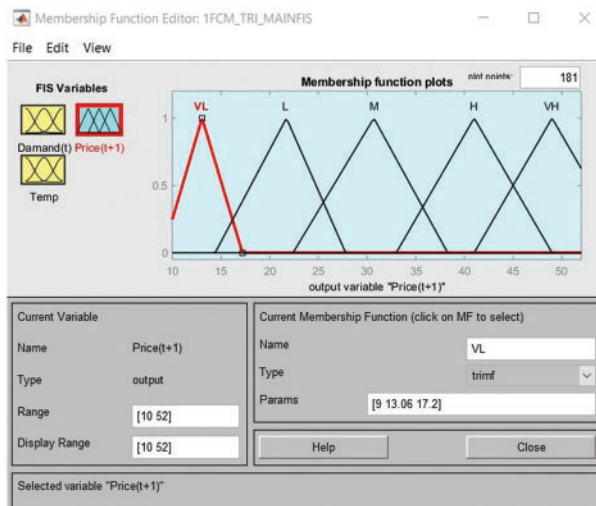 Membership Function Editor: 1FCM_TRI_MAINFIS
File Edit View
FIS Variables
Damand(t) Price(t+1)
Temp
Membership function plots
plot points:
181
VL L M H VH
1
0.5
0
10 15 20 25 30 35 40 45 50
output variable "Price(t+1)"
Current Variable
Name Price(t+1)
Type output
Range [10 52]
Display Range [10 52]
Current Membership Function (click on MF to select)
Name VL
Type trimf
Params [9 13.06 17.2]
Help Close
Selected variable "Price(t+1)"